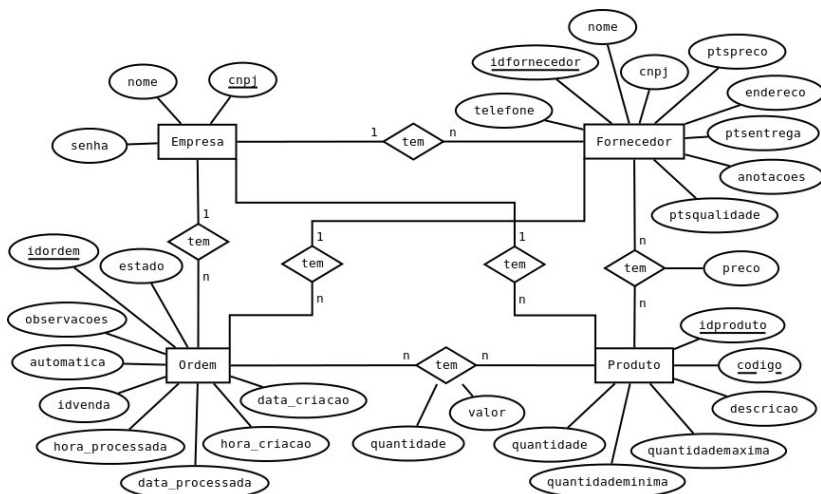 nome
ptspreco
nome
cnpj
idfornecedor
cnpj
endereco
telefone
senha
Empresa
1
tem
n
Fornecedor
ptsentrega
anotacoes
ptsqualidade
1
tem
n
1
tem
n
1
tem
n
n
tem
n
preco
idordem
estado
observacoes
automatica
idvenda
hora_processada
data_processada
hora_criacao
data_criacao
Ordem
n
tem
n
quantidade
valor
Produto
idproduto
codigo
descricao
quantidademaxima
quantidademinima
quantidade